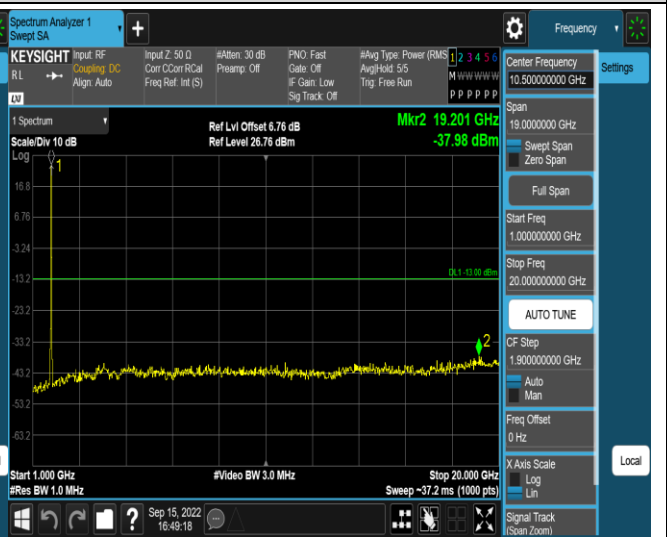 Spectrum Analyzer 1
Swept SA
+
Frequency
KEYSIGHT
RL
Input: RF
Coupling: DC
Align: Auto
Input Z: 50 Ω
Corr CCorr RCal
Freq Ref: Int (S)
#Atten: 30 dB
Preamp: Off
PNO: Fast
Gate: Off
IF Gain: Low
Sig Track: Off
#Avg Type: Power (RMS
Avg|Hold: 5/5
Trig: Free Run
1 2 3 4 5 6
M W W W W W
P P P P P P
LXI
1 Spectrum
Scale/Div 10 dB
Log
Ref Lvl Offset 6.76 dB
Ref Level 26.76 dBm
Mkr2 19.201 GHz
-37.98 dBm
1
16.8
6.76
-3.24
-13.2
DL1 -13.00 dBm
-23.2
-33.2
2
-43.2
-53.2
-63.2
Start 1.000 GHz
#Res BW 1.0 MHz
#Video BW 3.0 MHz
Stop 20.000 GHz
Sweep ~37.2 ms (1000 pts)
?
Sep 15, 2022
16:49:18
Center Frequency
10.500000000 GHz
Span
19.0000000 GHz
Swept Span
Zero Span
Full Span
Start Freq
1.000000000 GHz
Stop Freq
20.000000000 GHz
AUTO TUNE
CF Step
1.900000000 GHz
Auto
Man
Freq Offset
0 Hz
X Axis Scale
Log
Lin
Signal Track
(Span Zoom)
Settings
Local